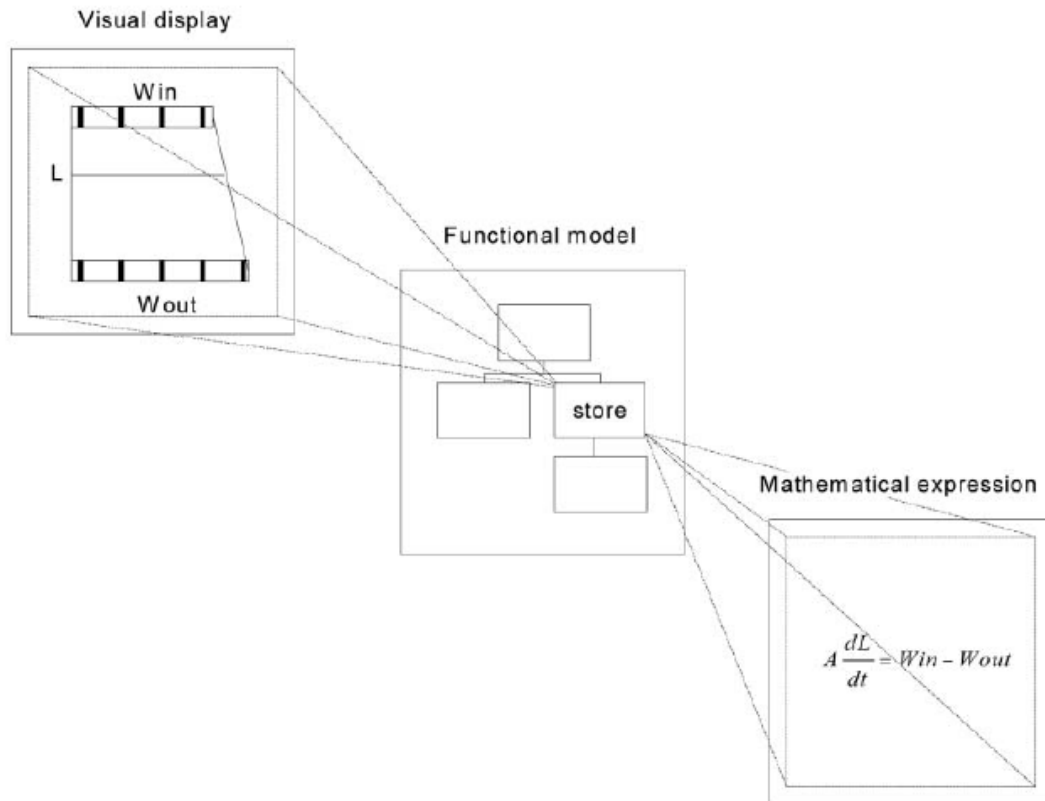 Visual display
Win
L
Wout
Functional model
store
Mathematical expression
A dL/dt = Win – Wout